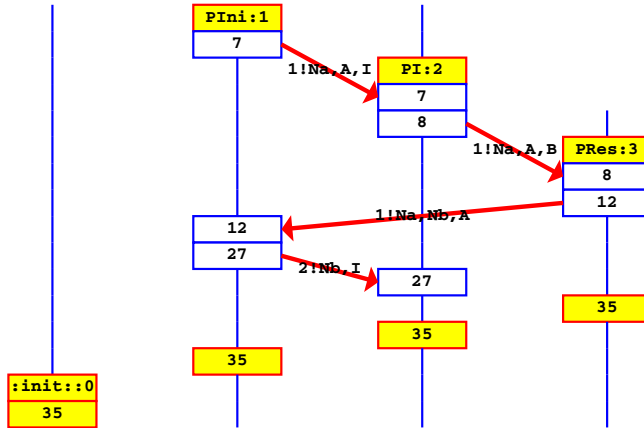 PIni:1
7
1!Na,A,I
PI:2
7
8
1!Na,A,B
PRes:3
8
12
1!Na,Nb,A
12
27
2!Nb,I
27
35
35
35
:init::0
35